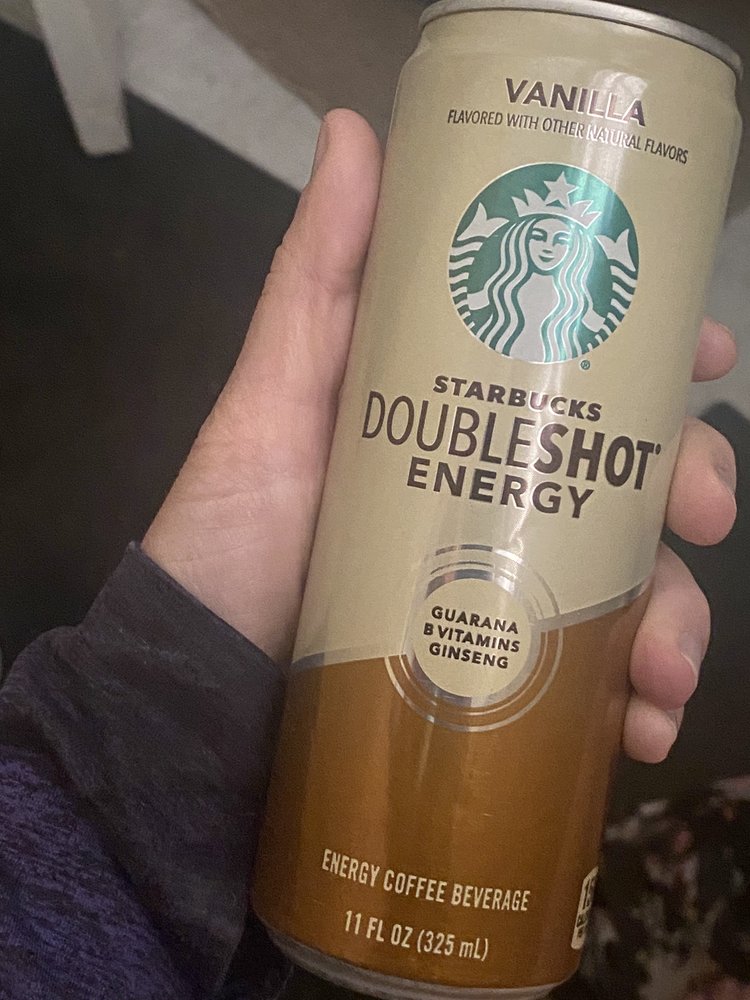 VANILLA
FLAVORED WITH OTHER NATURAL FLAVORS
®
STARBUCKS
DOUBLESHOT®
ENERGY
GUARANA
B VITAMINS
GINSENG
ENERGY COFFEE BEVERAGE
11 FL OZ (325 mL)